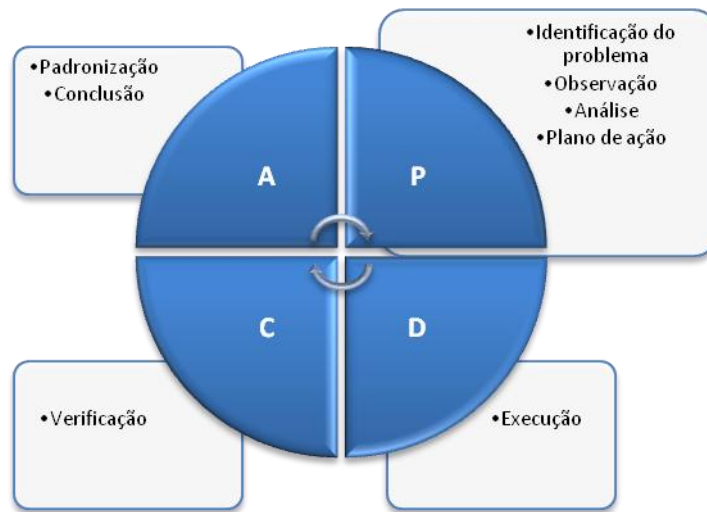 •Padronização
•Conclusão
•Identificação do
problema
•Observação
•Análise
•Plano de ação
A
P
C
D
•Verificação
•Execução